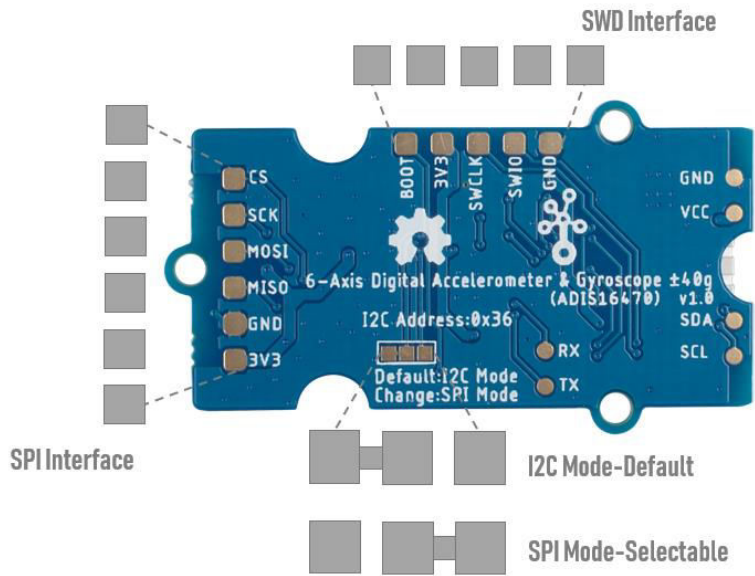 SWD Interface
BOOT
3V3
SWCLK
SWIO
GND
CS
SCK
MOSI
MISO
GND
3V3
GND
VCC
6-Axis Digital Accelerometer & Gyroscope ±40g
(ADIS16470) v1.0
I2C Address:0x36
SDA
SCL
RX
TX
Default:I2C Mode
Change:SPI Mode
SPI Interface
I2C Mode-Default
SPI Mode-Selectable